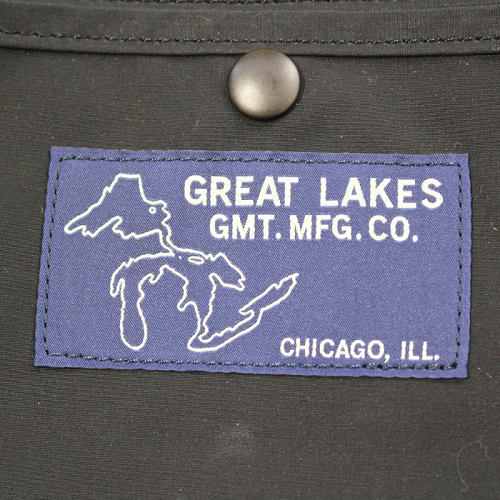 GREAT LAKES
GMT. MFG. CO.
CHICAGO, ILL.